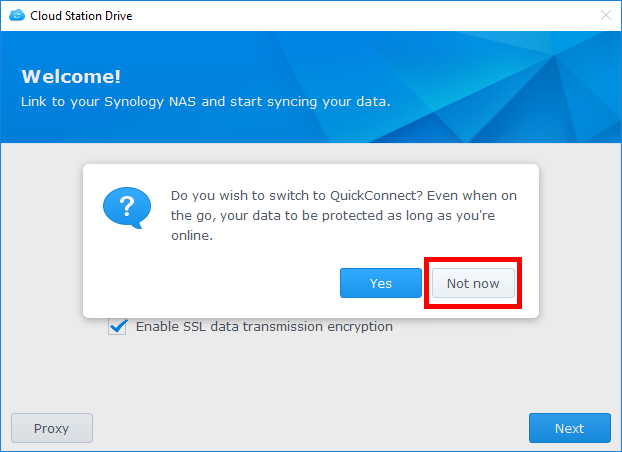 Cloud Station Drive
Welcome!
Link to your Synology NAS and start syncing your data.
?
Do you wish to switch to QuickConnect? Even when on
the go, your data to be protected as long as you're
online.
Yes
Not now
Enable SSL data transmission encryption
Proxy
Next